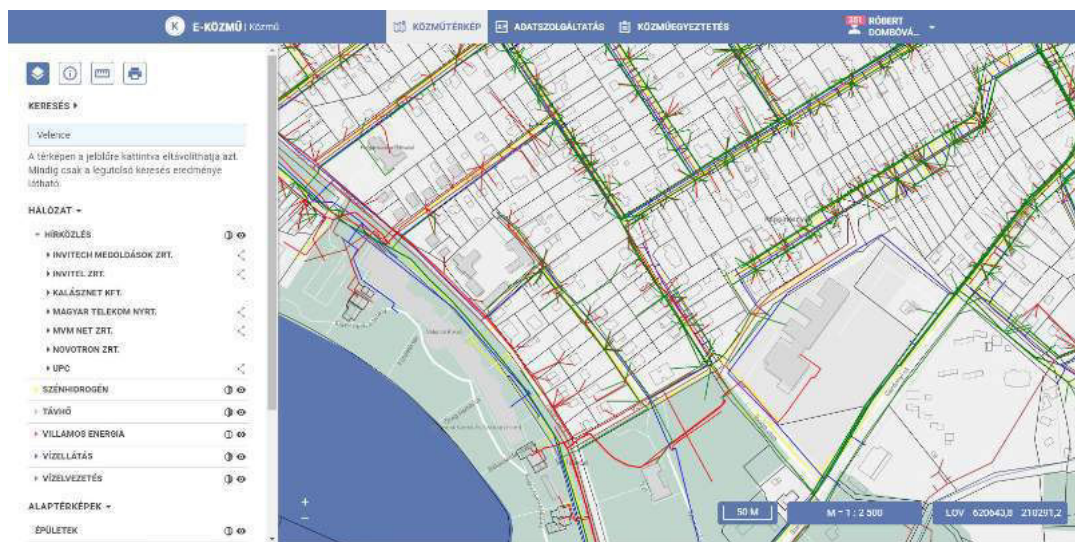 K E-KÖZMŰ | Közmű
KÖZMŰTÉRKÉP
ADATSZOLGÁLTATÁS
KÖZMŰEGYEZTETÉS
RÓBERT
DOMBÓVÁ...
KERESÉS
Velence
A térképen a jelölőre kattintva eltávolíthatja azt.
Mindig csak a legutolsó keresés eredménye
látható.
HÁLÓZAT
HÍRKÖZLÉS
INVITECH MEGOLDÁSOK ZRT.
INVITEL ZRT.
KALÁSZNET KFT.
MAGYAR TELEKOM NYRT.
MVM NET ZRT.
NOVOTRON ZRT.
UPC
SZÉNHIDROGÉN
TÁVHŐ
VILLAMOS ENERGIA
VÍZELLÁTÁS
VÍZELVEZETÉS
ALAPTÉRKÉPEK
ÉPÜLETEK
+
−
50 M
M = 1 : 2 500
EOV 620643,8 210291,2